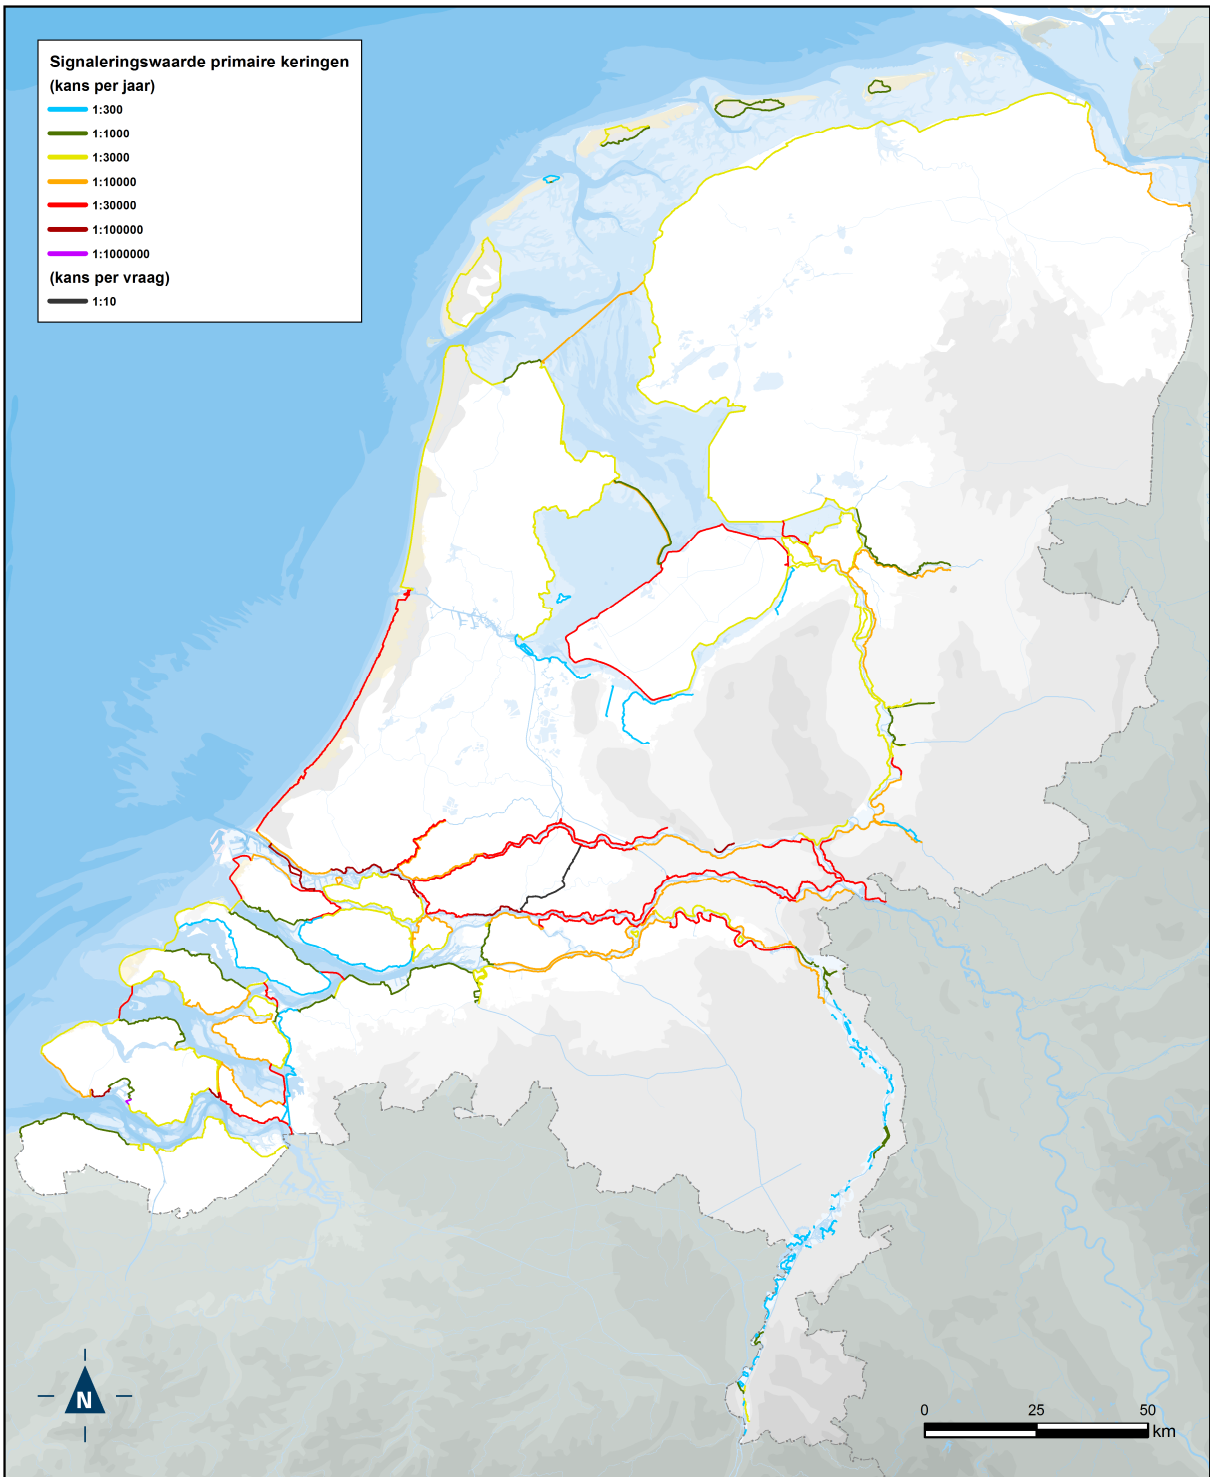 Signaleringswaarde primaire keringen
(kans per jaar)
1:300
1:1000
1:3000
1:10000
1:30000
1:100000
1:1000000
(kans per vraag)
1:10
N
0 25 50
km